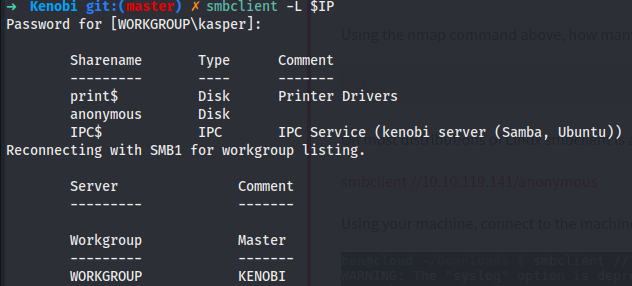 ➜ Kenobi git:(master) ✗ smbclient -L $IP
Password for [WORKGROUP\kasper]:
Using the nmap command above, how man
Sharename Type Comment
--------- ---- -------
print$ Disk Printer Drivers
anonymous Disk
IPC$ IPC IPC Service (kenobi server (Samba, Ubuntu))
Reconnecting with SMB1 for workgroup listing.
smbclient //10.10.119.141/anonymous
Server Comment
--------- -------
Using your machine, connect to the machine
Workgroup Master
--------- -------
smbclient //
WARNING: The "syslog" option is depre
WORKGROUP KENOBI